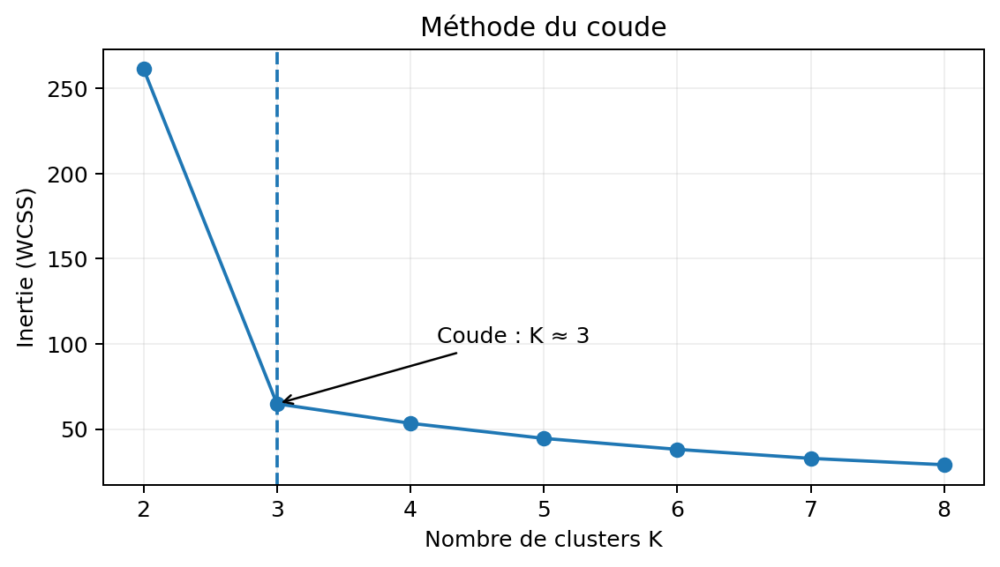 Méthode du coude
Inertie (WCSS)
250
200
150
100
50
Coude : K ≈ 3
2 3 4 5 6 7 8
Nombre de clusters K